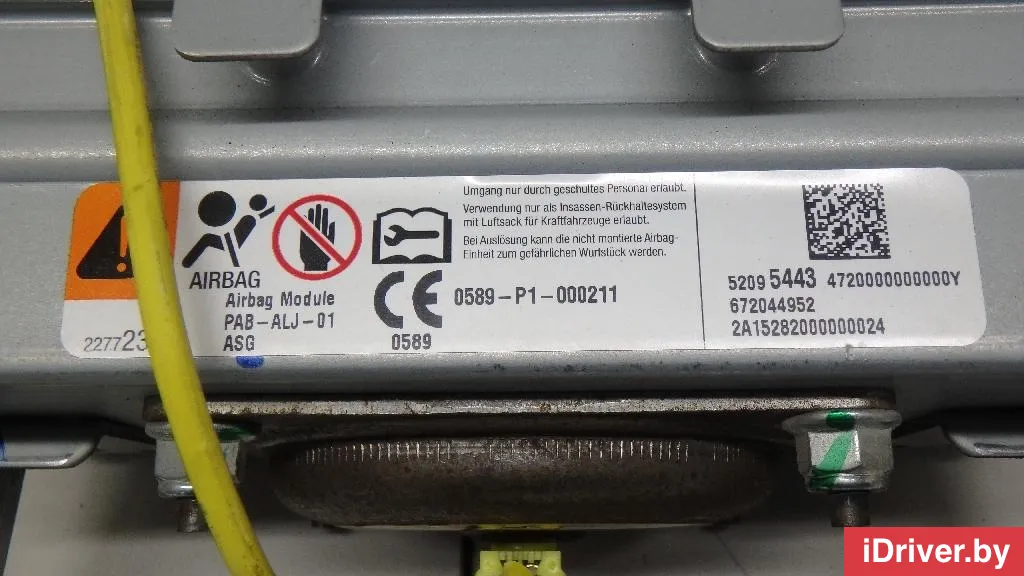 Umgang nur durch geschultes Personal erlaubt.
Verwendung nur als Insassen-Rückhaltesystem
mit Luftsack für Kraftfahrzeuge erlaubt.
Bei Auslösung kann die nicht montierte Airbag-
Einheit zum gefährlichen Wurfstück werden.
AIRBAG
Airbag Module
PAB-ALJ-01
ASG
CE
0589
0589-P1-000211
5209 5443 4720000000000Y
672044952
2A15282000000024
iDriver.by